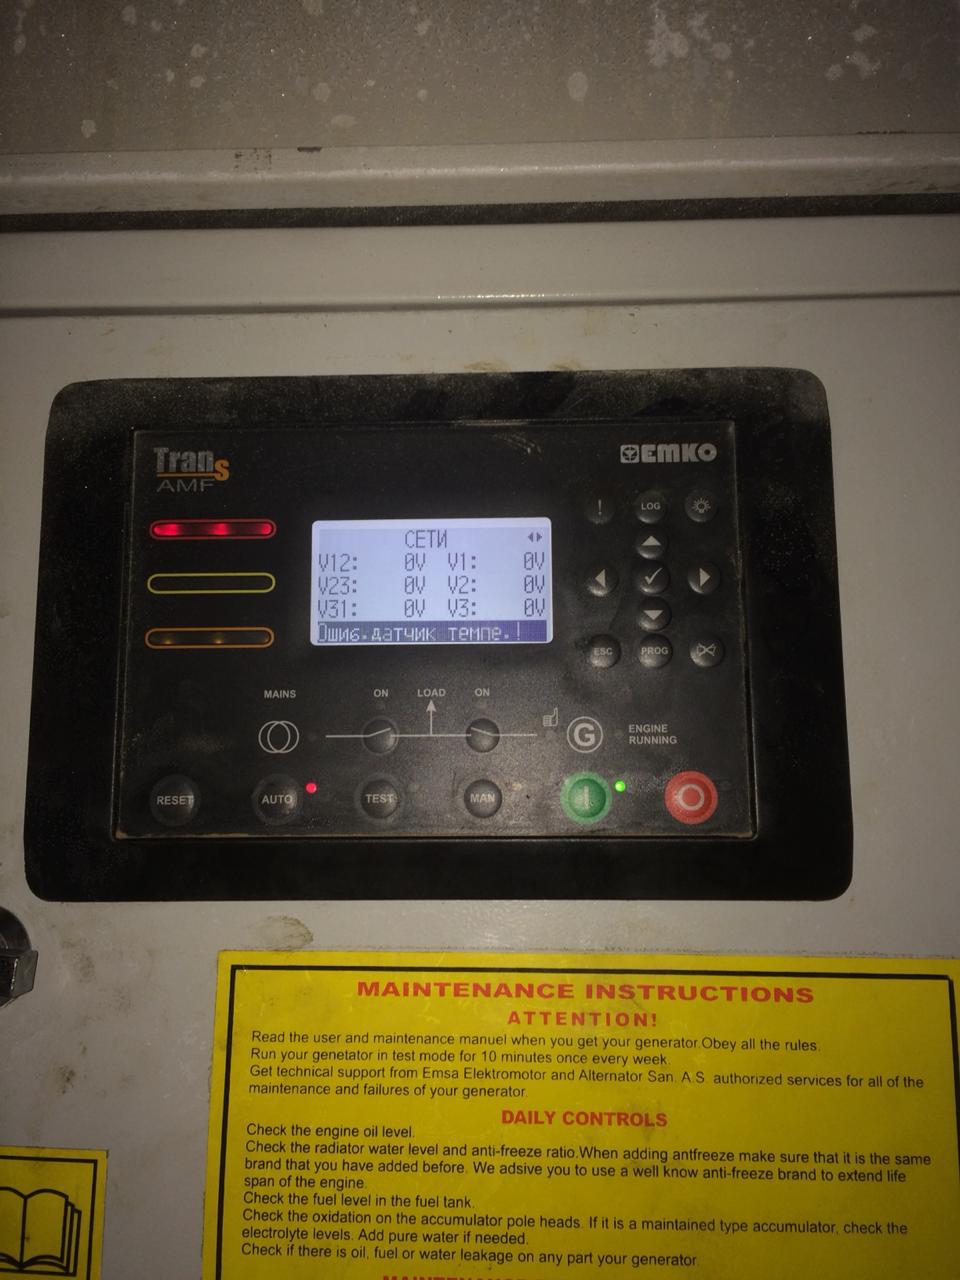 Trans
AMF
EMKO
СЕТИ
V12: 0V V1: 0V
V23: 0V V2: 0V
V31: 0V V3: 0V
Ошиб.датчик темпе.!
!
LOG
ESC
PROG
MAINS
ON
LOAD
ON
G
ENGINE
RUNNING
RESET
AUTO
TEST
MAN
MAINTENANCE INSTRUCTIONS
ATTENTION!
Read the user and maintenance manuel when you get your generator.Obey all the rules.
Run your genetator in test mode for 10 minutes once every week.
Get technical support from Emsa Elektromotor and Alternator San. A.S. authorized services for all of the
maintenance and failures of your generator.
DAILY CONTROLS
Check the engine oil level.
Check the radiator water level and anti-freeze ratio.When adding antfreeze make sure that it is the same
brand that you have added before. We adsive you to use a well know anti-freeze brand to extend life
span of the engine.
Check the fuel level in the fuel tank.
Check the oxidation on the accumulator pole heads. If it is a maintained type accumulator, check the
electrolyte levels. Add pure water if needed.
Check if there is oil, fuel or water leakage on any part your generator.